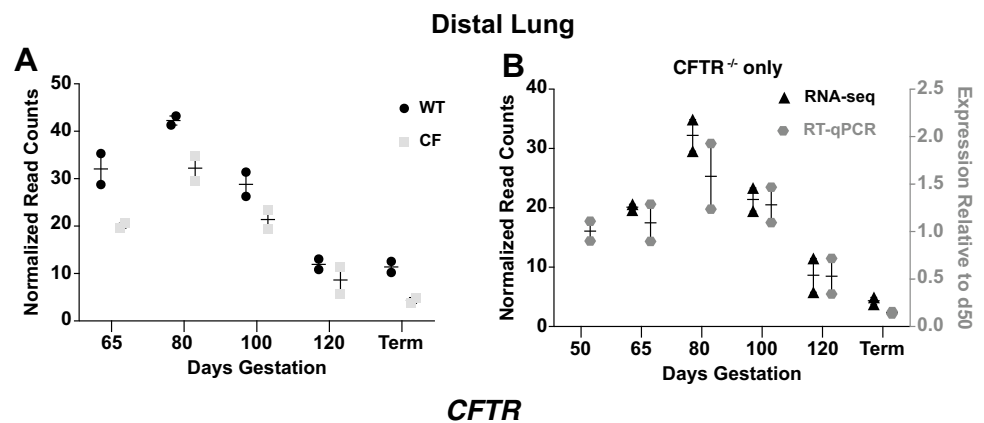 Distal Lung
A
Normalized Read Counts
50
40
30
20
10
0
WT
CF
65 80 100 120 Term
Days Gestation
B
CFTR -/- only
Normalized Read Counts
40
30
20
10
0
RNA-seq
RT-qPCR
2.5
2.0
1.5
1.0
0.5
0.0
Expression Relative to d50
50 65 80 100 120 Term
Days Gestation
CFTR